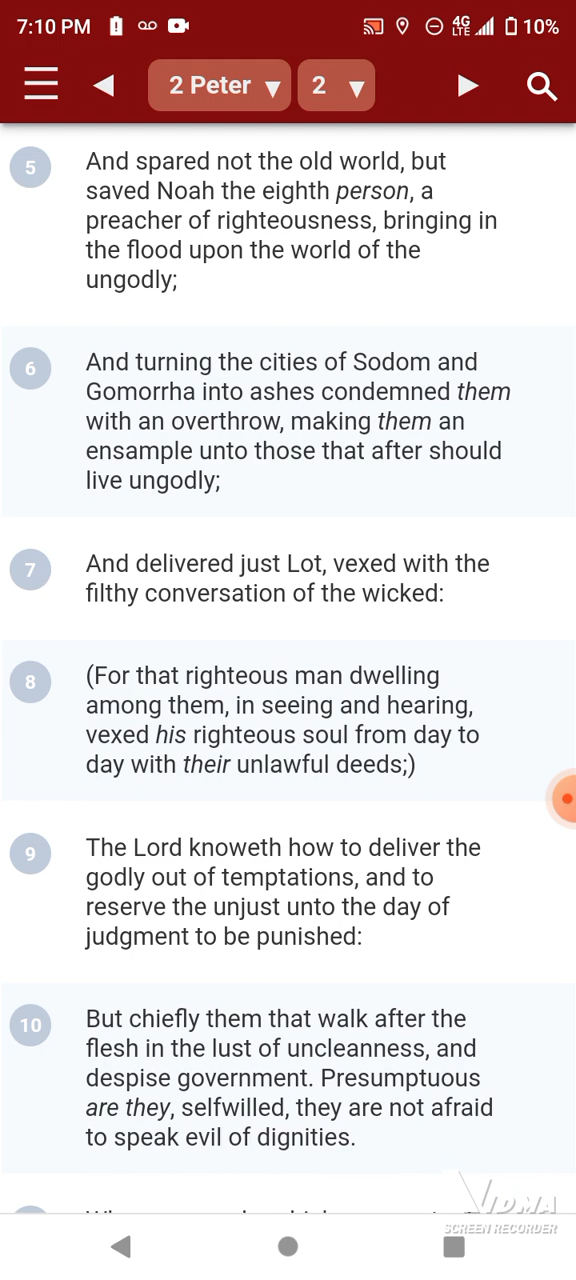 7:10 PM 4G LTE 10%
2 Peter 2
5 And spared not the old world, but
saved Noah the eighth person, a
preacher of righteousness, bringing in
the flood upon the world of the
ungodly;
6 And turning the cities of Sodom and
Gomorrha into ashes condemned them
with an overthrow, making them an
ensample unto those that after should
live ungodly;
7 And delivered just Lot, vexed with the
filthy conversation of the wicked:
8 (For that righteous man dwelling
among them, in seeing and hearing,
vexed his righteous soul from day to
day with their unlawful deeds;)
9 The Lord knoweth how to deliver the
godly out of temptations, and to
reserve the unjust unto the day of
judgment to be punished:
10 But chiefly them that walk after the
flesh in the lust of uncleanness, and
despise government. Presumptuous
are they, selfwilled, they are not afraid
to speak evil of dignities.
VIDMA
SCREEN RECORDER